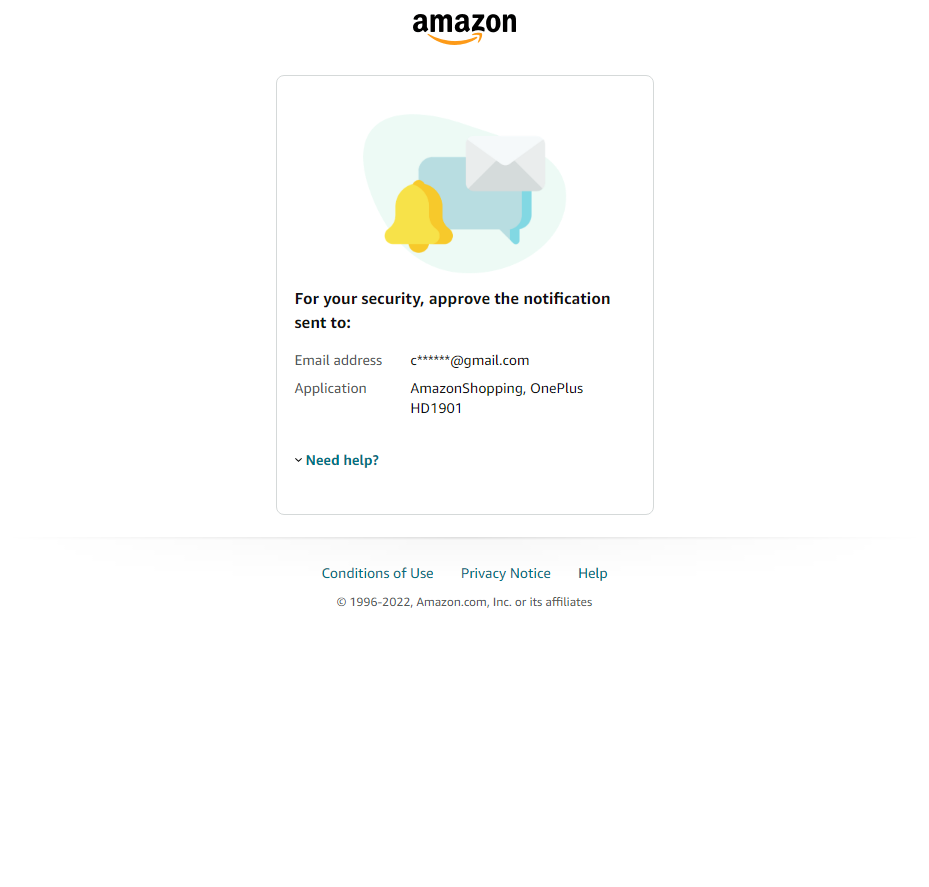 amazon
For your security, approve the notification
sent to:
Email address c******@gmail.com
Application AmazonShopping, OnePlus
HD1901
Need help?
Conditions of Use Privacy Notice Help
© 1996-2022, Amazon.com, Inc. or its affiliates